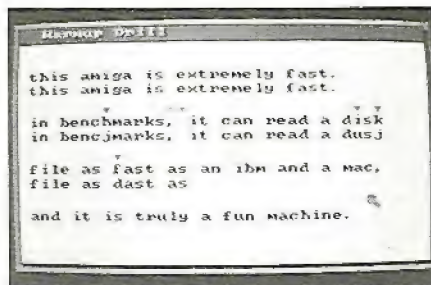 Warmup Drill
this amiga is extremely fast.
this amiga is extremely fast.
in benchmarks, it can read a disk
in bencjmarks, it can read a dusj
file as fast as an ibm and a mac,
file as dast as
and it is truly a fun machine.